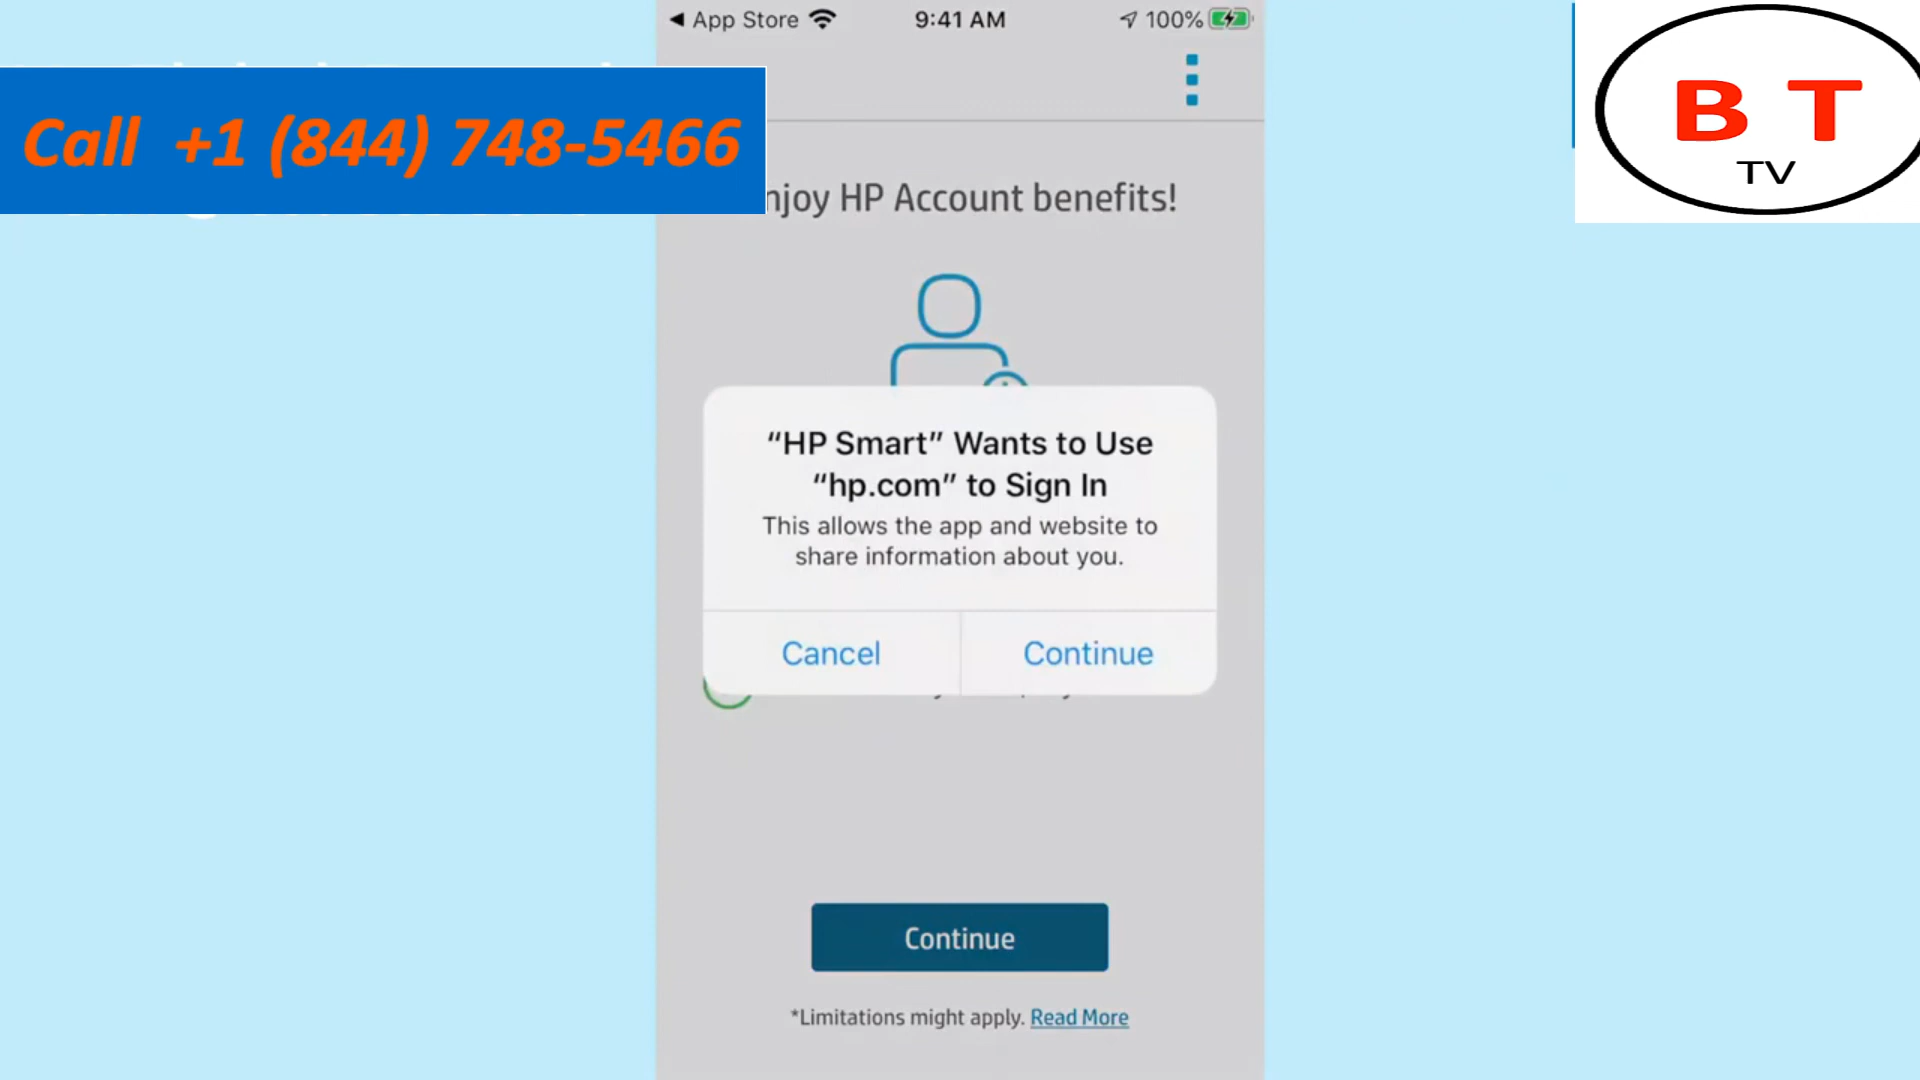 App Store
9:41 AM
100%
Call +1 (844) 748-5466
B T
TV
njoy HP Account benefits!
“HP Smart” Wants to Use
“hp.com” to Sign In
This allows the app and website to
share information about you.
Cancel
Continue
Continue
*Limitations might apply. Read More